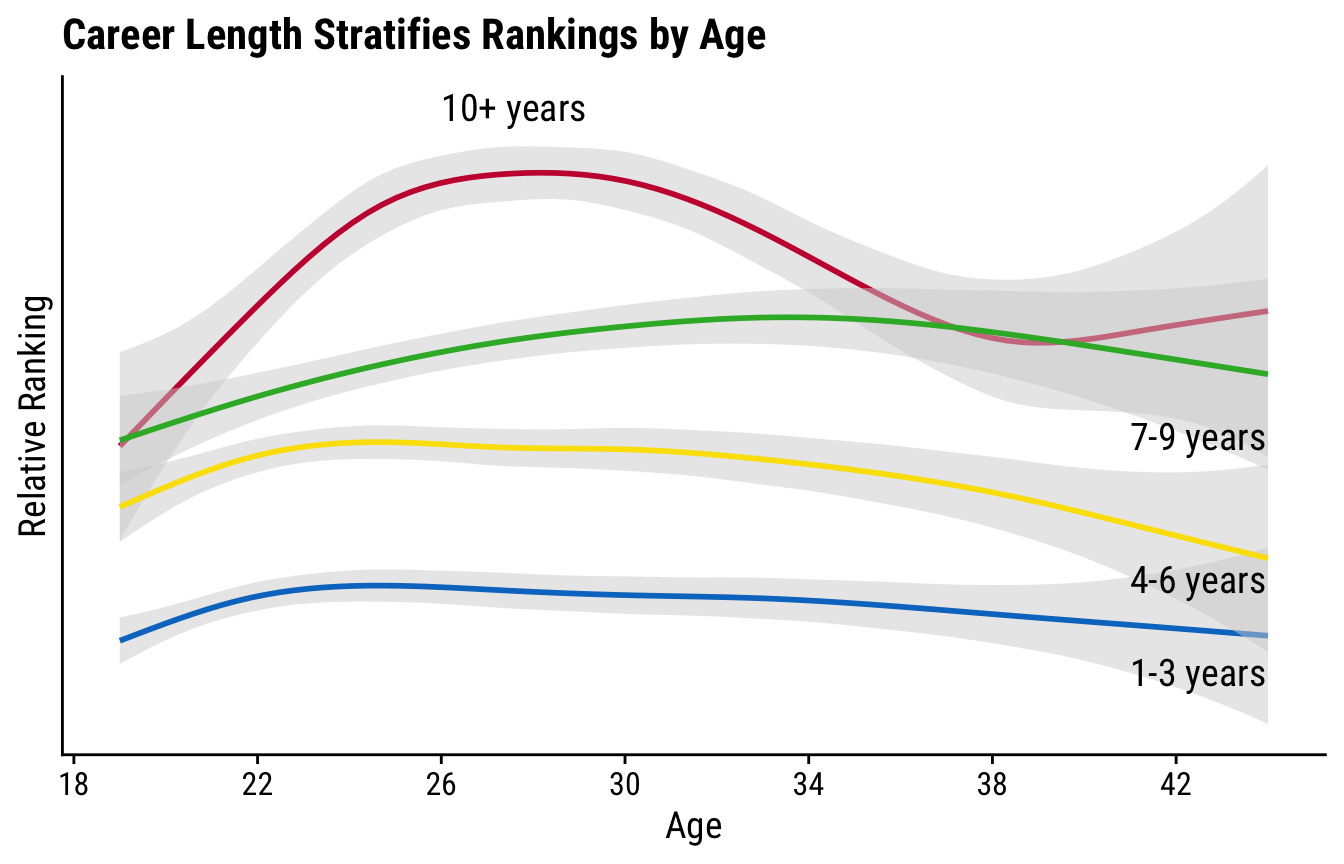 Career Length Stratifies Rankings by Age
10+ years
Relative Ranking
7-9 years
4-6 years
1-3 years
18 22 26 30 34 38 42
Age